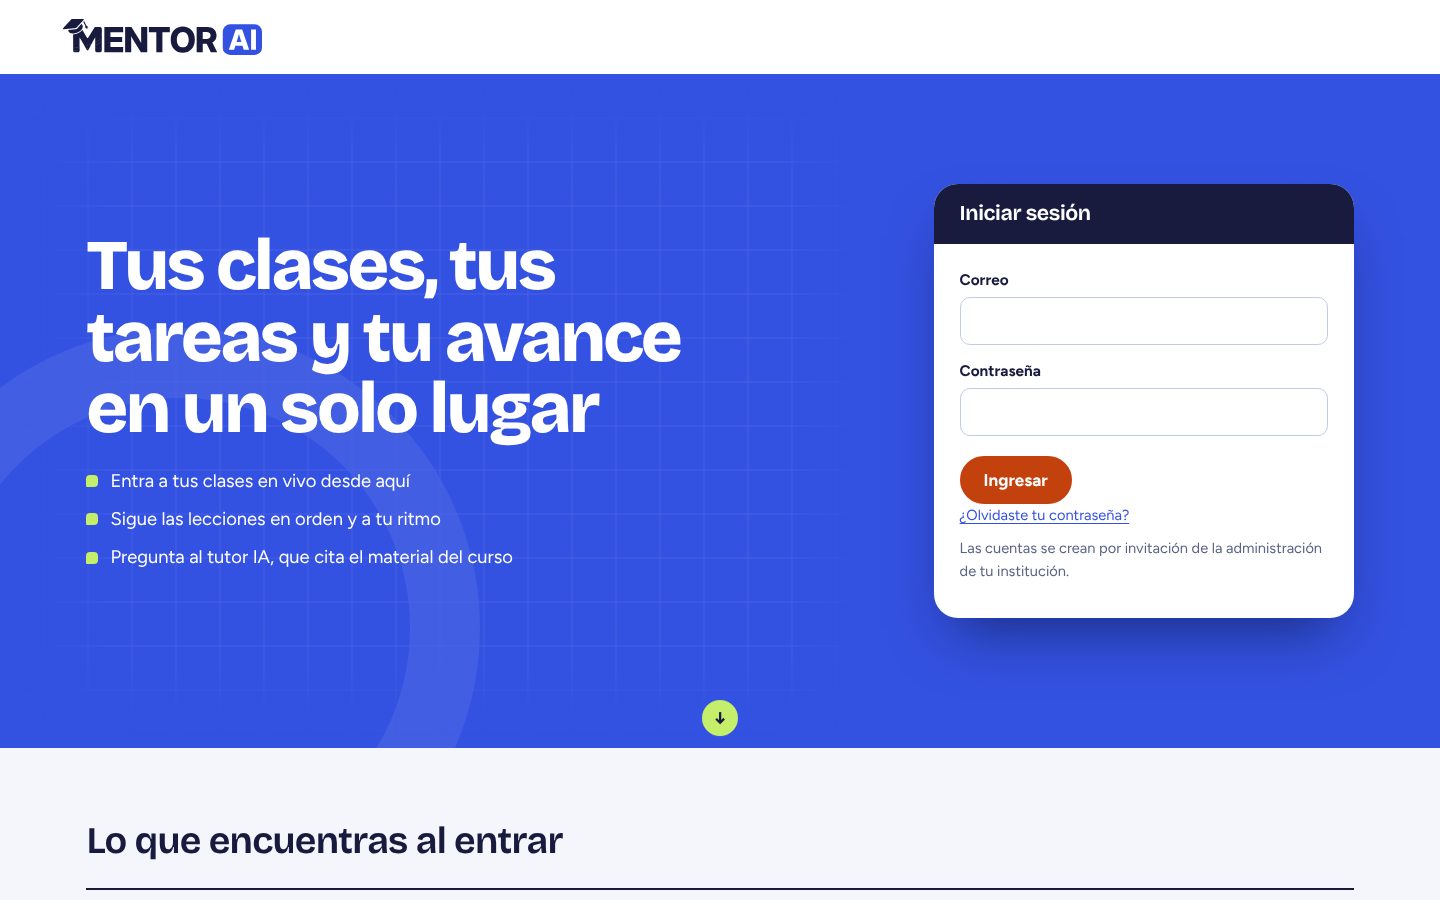 MENTOR AI
Tus clases, tus
tareas y tu avance
en un solo lugar
Entra a tus clases en vivo desde aquí
Sigue las lecciones en orden y a tu ritmo
Pregunta al tutor IA, que cita el material del curso
Iniciar sesión
Correo
Contraseña
Ingresar
¿Olvidaste tu contraseña?
Las cuentas se crean por invitación de la administración
de tu institución.
Lo que encuentras al entrar